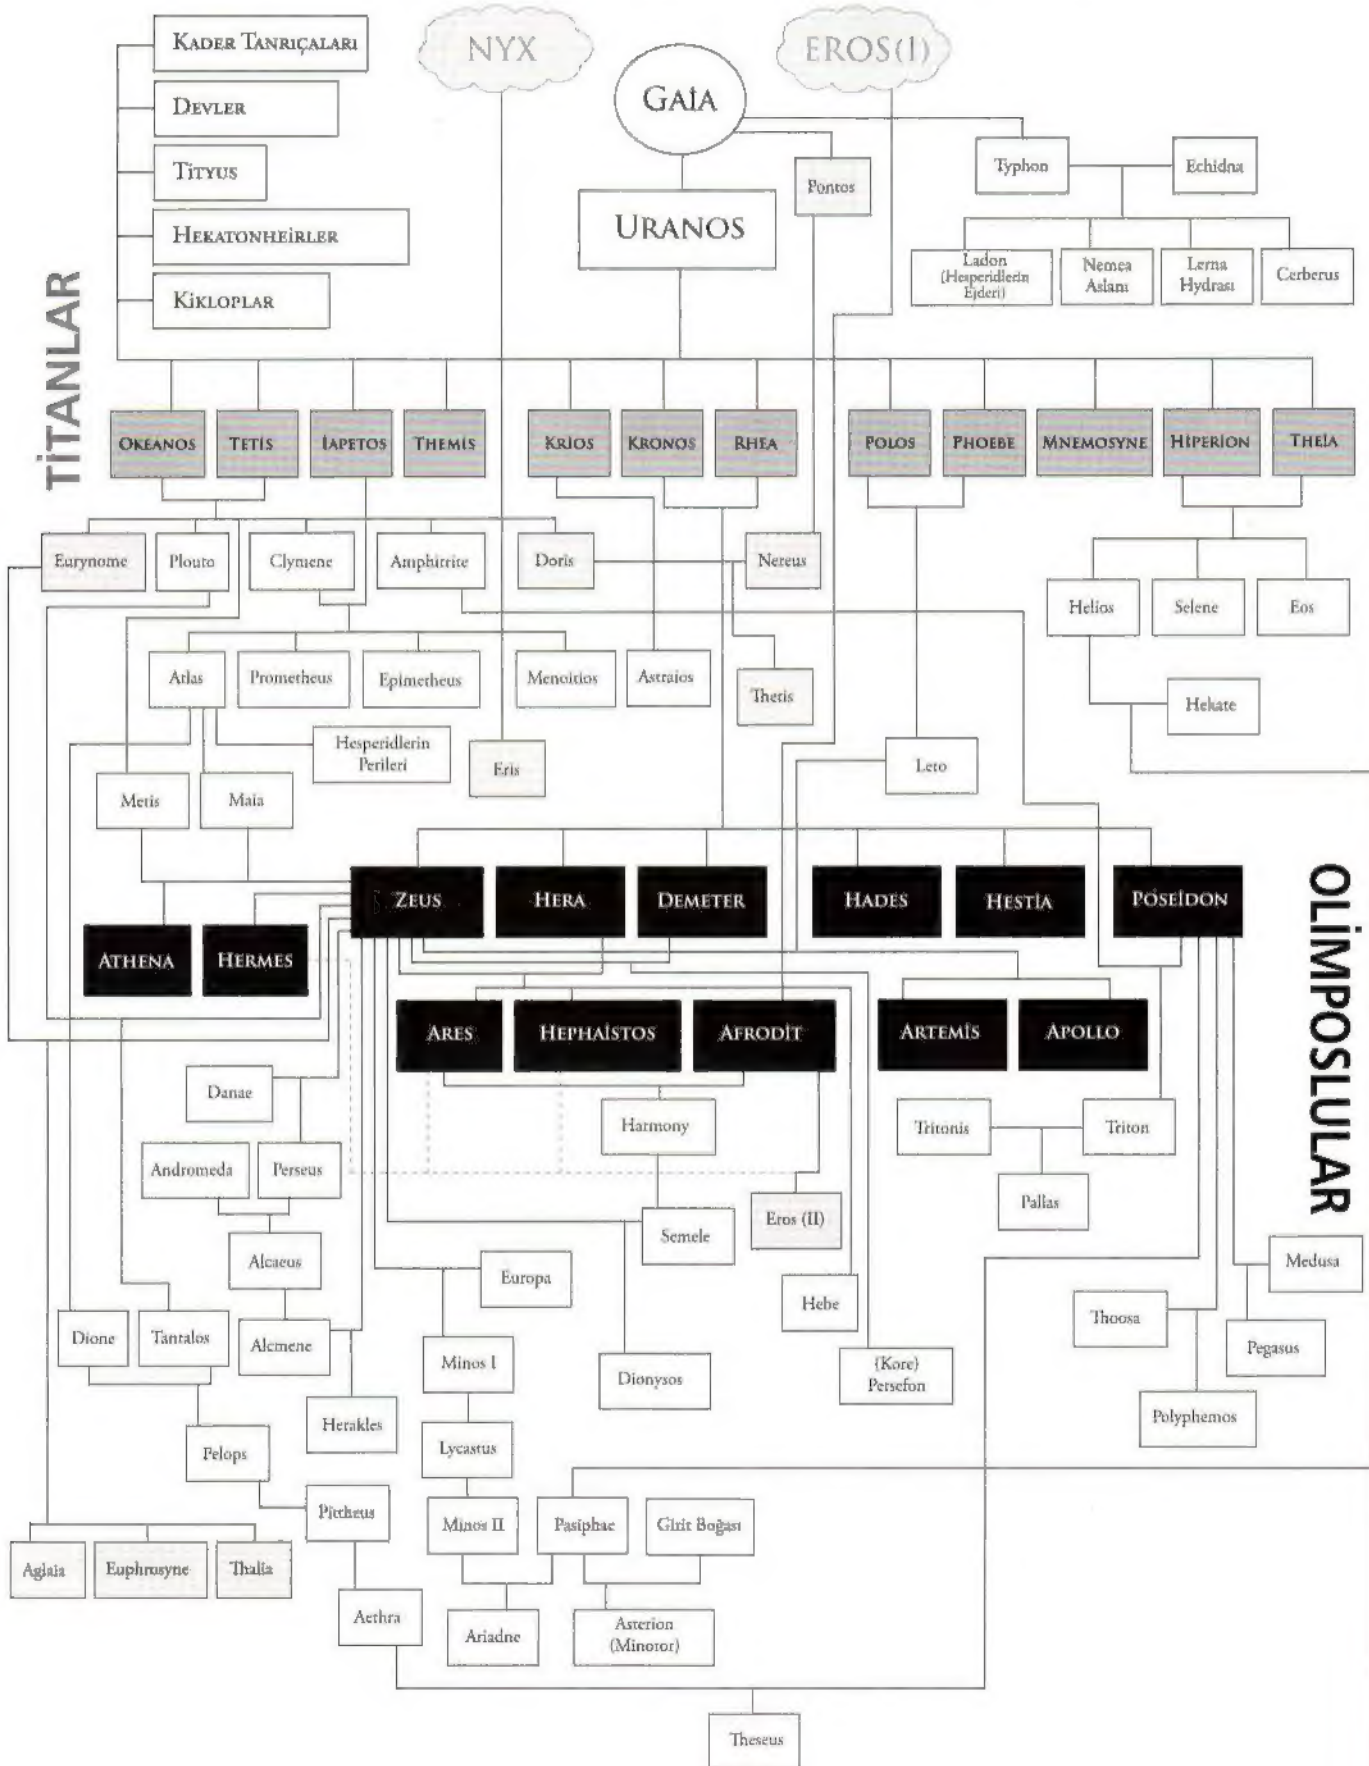 KADER TANRIÇALARI
NYX
EROS(I)
GAİA
DEVLER
TİTYUS
Typhon
Echidna
Pontos
HEKATONHEİRLER
URANOS
Ladon
(Hesperidlerin
Ejderi)
Nemea
Aslanı
Lerna
Hydrası
Cerberus
KİKLOPLAR
TİTANLAR
OKEANOS
TETİS
İAPETOS
THEMİS
KRİOS
KRONOS
RHEA
POLOS
PHOEBE
MNEMOSYNE
HİPERİON
THEİA
Eurynome
Plouto
Clymene
Amphitrite
Doris
Nereus
Helios
Selene
Eos
Atlas
Prometheus
Epimetheus
Menoitios
Astraios
Thetis
Hekate
Hesperidlerin
Perileri
Eris
Leto
Metis
Maia
OLİMPOSLULAR
ZEUS
HERA
DEMETER
HADES
HESTİA
POSEİDON
ATHENA
HERMES
ARES
HEPHAİSTOS
AFRODİT
ARTEMİS
APOLLO
Danae
Harmony
Tritonis
Triton
Andromeda
Perseus
Pallas
Semele
Eros (II)
Alcaeus
Europa
Medusa
Hebe
Thoosa
Dione
Tantalos
Alcmene
Minos I
Pegasus
Dionysos
(Kore)
Persefon
Herakles
Polyphemos
Pelops
Lycastus
Pittheus
Minos II
Pasiphae
Girit Boğası
Aglaia
Euphrosyne
Thalia
Aethra
Ariadne
Asterion
(Minotor)
Theseus